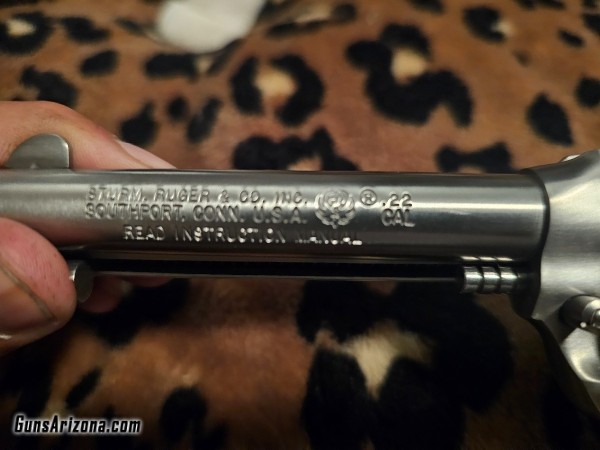 STURM, RUGER & CO., INC. ® .22
SOUTHPORT, CONN. U.S.A. CAL
READ INSTRUCTION MANUAL
GunsArizona.com